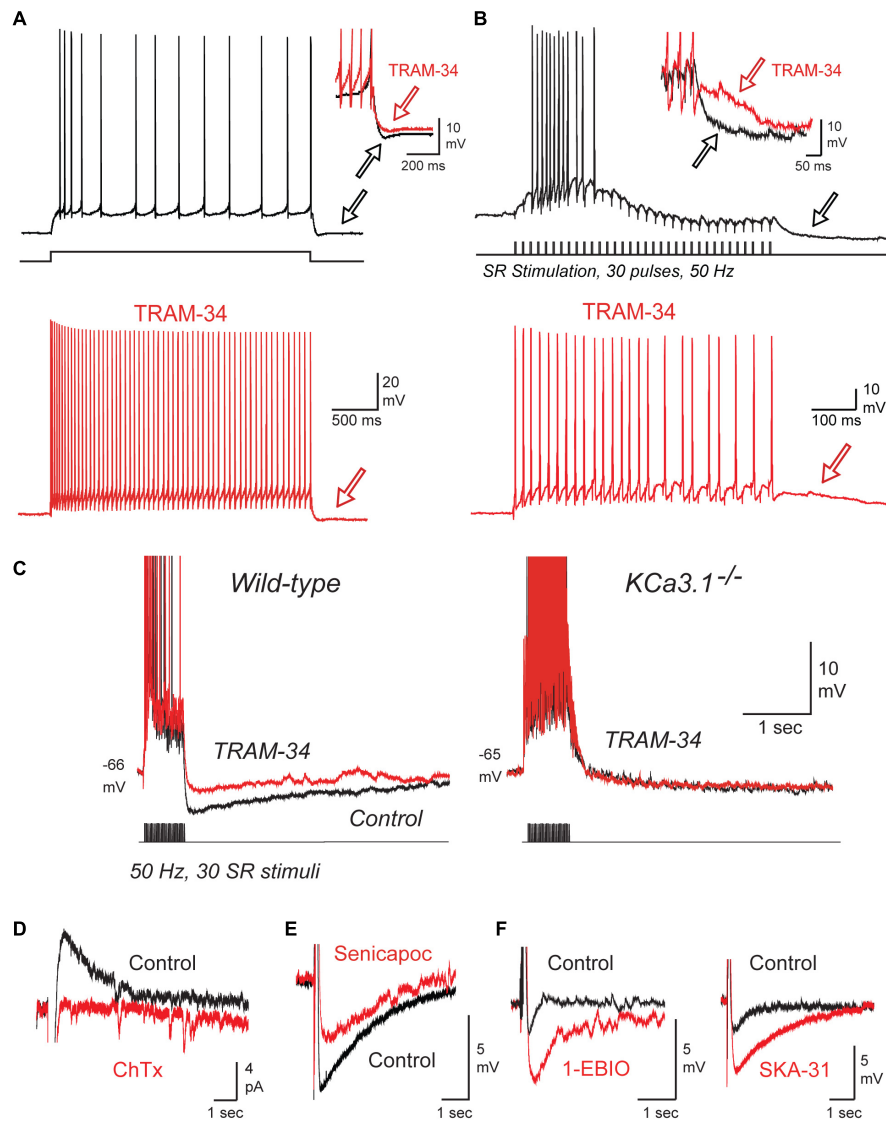 A
TRAM-34
10
mV
200 ms
TRAM-34
20
mV
500 ms
B
TRAM-34
10
mV
50 ms
SR Stimulation, 30 pulses, 50 Hz
TRAM-34
10
mV
100 ms
C
Wild-type
TRAM-34
-66
mV
Control
50 Hz, 30 SR stimuli
KCa3.1-/-
10
mV
1 sec
TRAM-34
-65
mV
D
Control
ChTx
4
pA
1 sec
E
Senicapoc
Control
5
mV
1 sec
F
Control
1-EBIO
5
mV
1 sec
Control
SKA-31
5
mV
1 sec